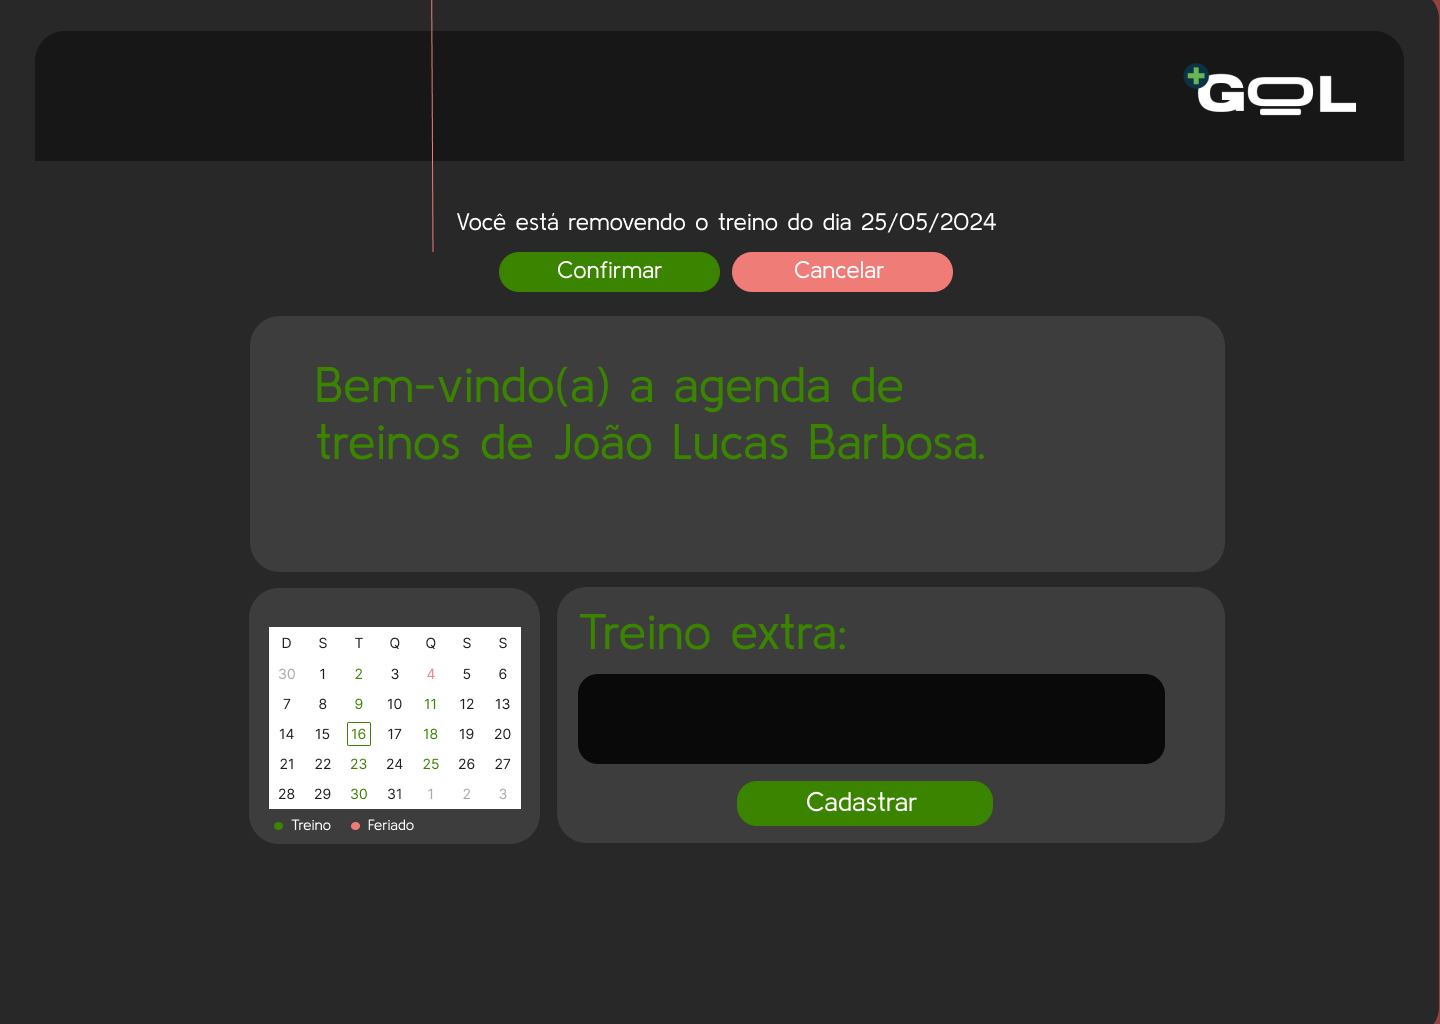 +GOL
Você está removendo o treino do dia 25/05/2024
Confirmar Cancelar
Bem-vindo(a) a agenda de
treinos de João Lucas Barbosa.
D S T Q Q S S
30 1 2 3 4 5 6
7 8 9 10 11 12 13
14 15 16 17 18 19 20
21 22 23 24 25 26 27
28 29 30 31 1 2 3
Treino Feriado
Treino extra:
Cadastrar